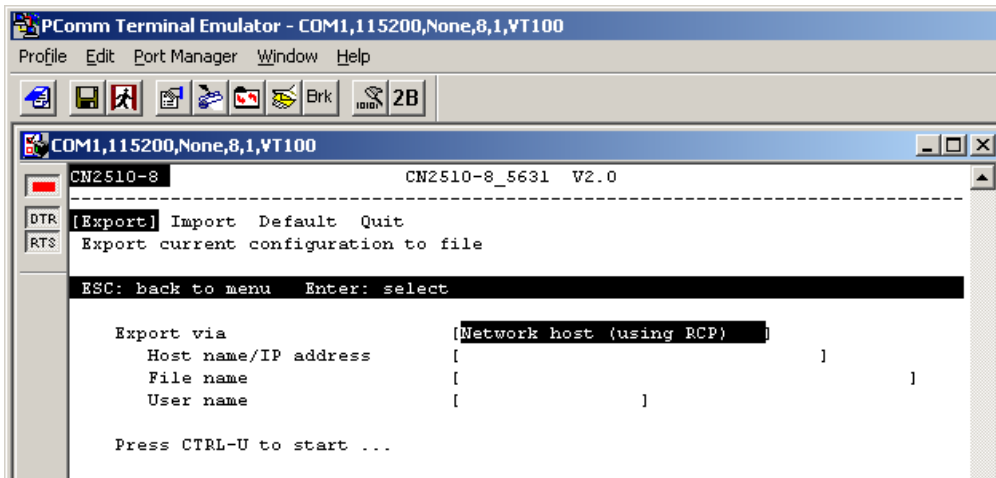 PComm Terminal Emulator - COM1,115200,None,8,1,VT100
Profile Edit Port Manager Window Help
Brk 2B
COM1,115200,None,8,1,VT100
CN2510-8 CN2510-8_5631 V2.0
--------------------------------------------------------------------------------
DTR [Export] Import Default Quit
RTS Export current configuration to file
ESC: back to menu Enter: select
Export via [Network host (using RCP) ]
Host name/IP address [ ]
File name [ ]
User name [ ]
Press CTRL-U to start ...